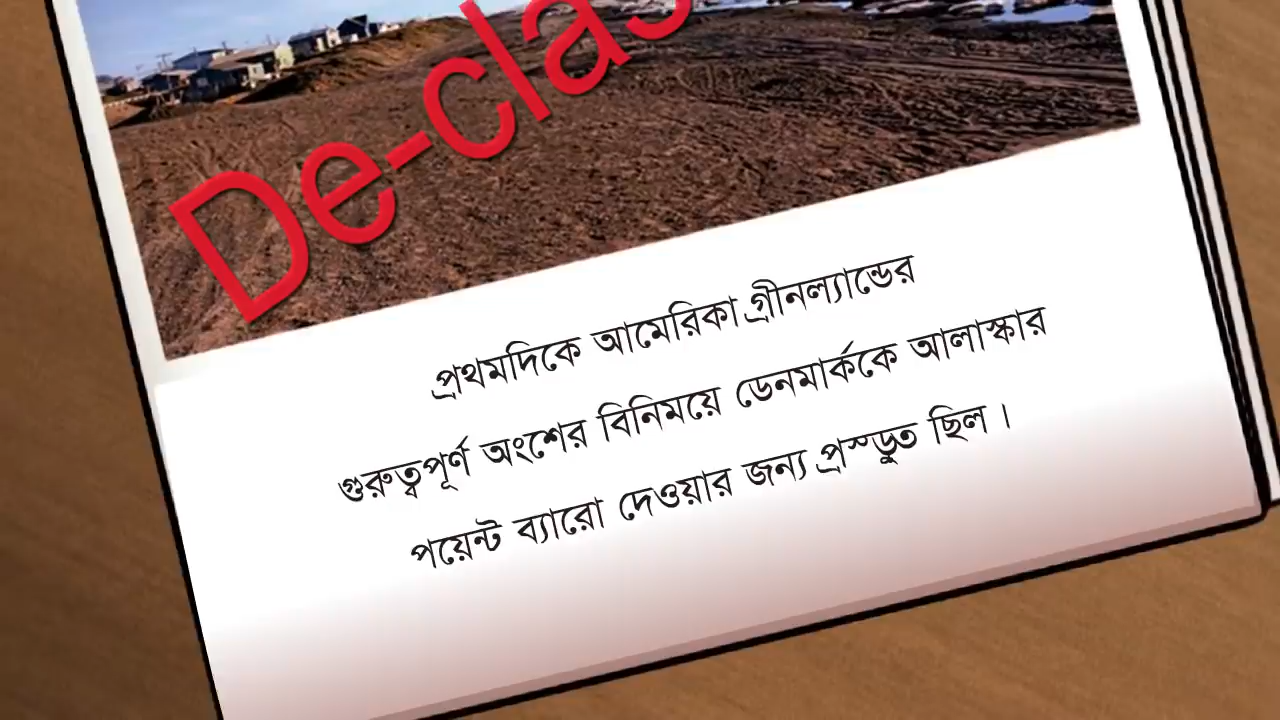 De-clas
প্রথমদিকে আমেরিকা গ্রীনল্যান্ডের
গুরুত্বপূর্ণ অংশের বিনিময়ে ডেনমার্ককে আলাস্কার
পয়েন্ট ব্যারো দেওয়ার জন্য প্রস্তুত ছিল।